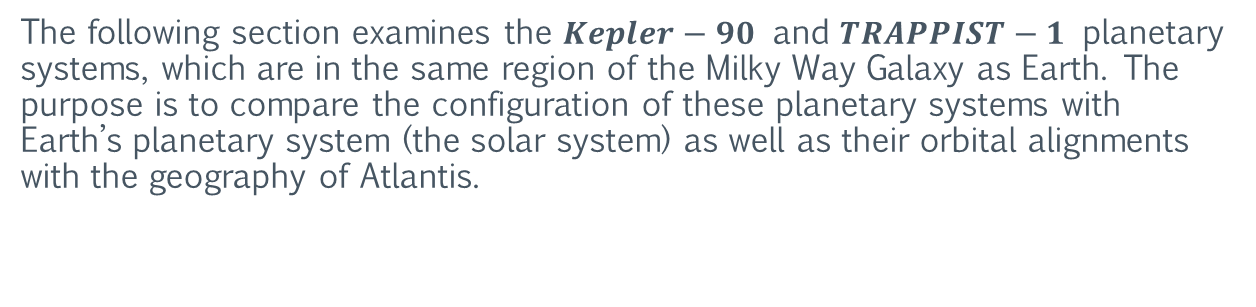 The following section examines the Kepler – 90 and TRAPPIST – 1 planetary
systems, which are in the same region of the Milky Way Galaxy as Earth. The
purpose is to compare the configuration of these planetary systems with
Earth’s planetary system (the solar system) as well as their orbital alignments
with the geography of Atlantis.